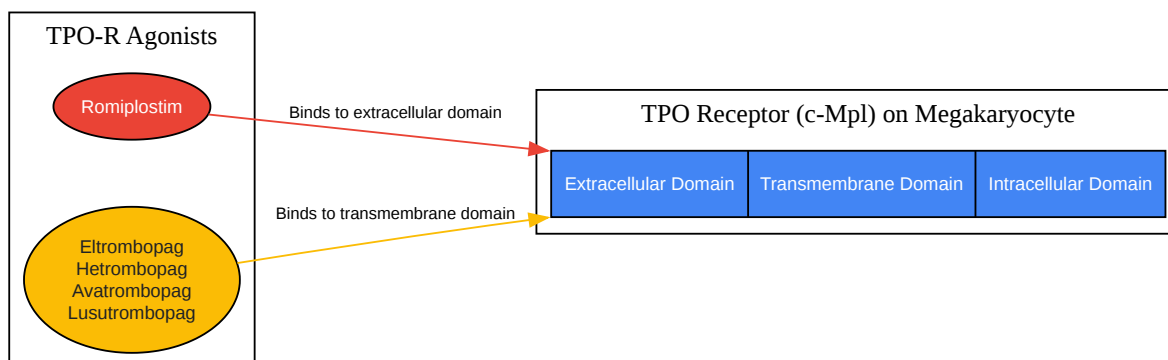 TPO-R Agonists
Romiplostim
Binds to extracellular domain
TPO Receptor (c-Mpl) on Megakaryocyte
Extracellular Domain
Transmembrane Domain
Intracellular Domain
Binds to transmembrane domain
Eltrombopag
Hetrombopag
Avatrombopag
Lusutrombopag